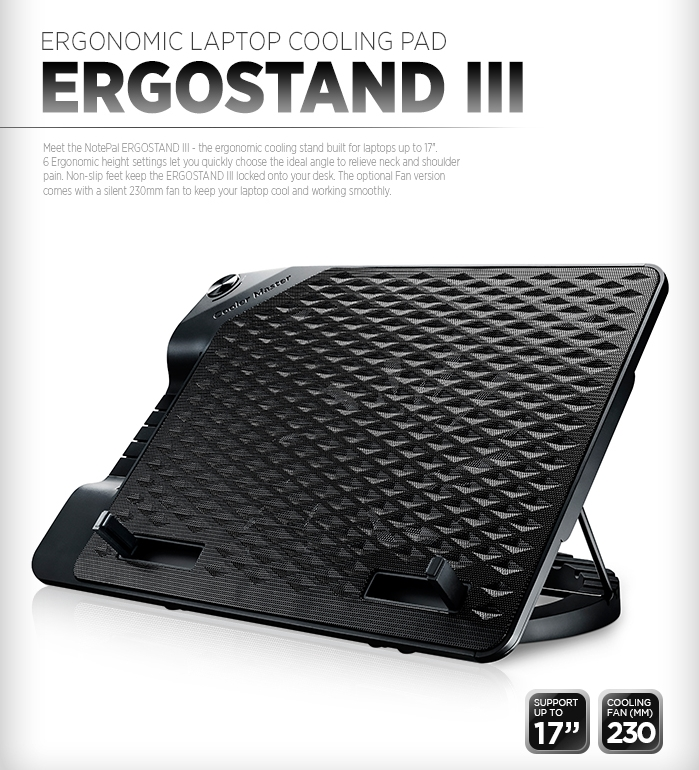 ERGONOMIC LAPTOP COOLING PAD
ERGOSTAND III
Meet the NotePal ERGOSTAND III - the ergonomic cooling stand built for laptops up to 17".
6 Ergonomic height settings let you quickly choose the ideal angle to relieve neck and shoulder
pain. Non-slip feet keep the ERGOSTAND III locked onto your desk. The optional Fan version
comes with a silent 230mm fan to keep your laptop cool and working smoothly.
Cooler Master
SUPPORT
UP TO
17”
COOLING
FAN (MM)
230